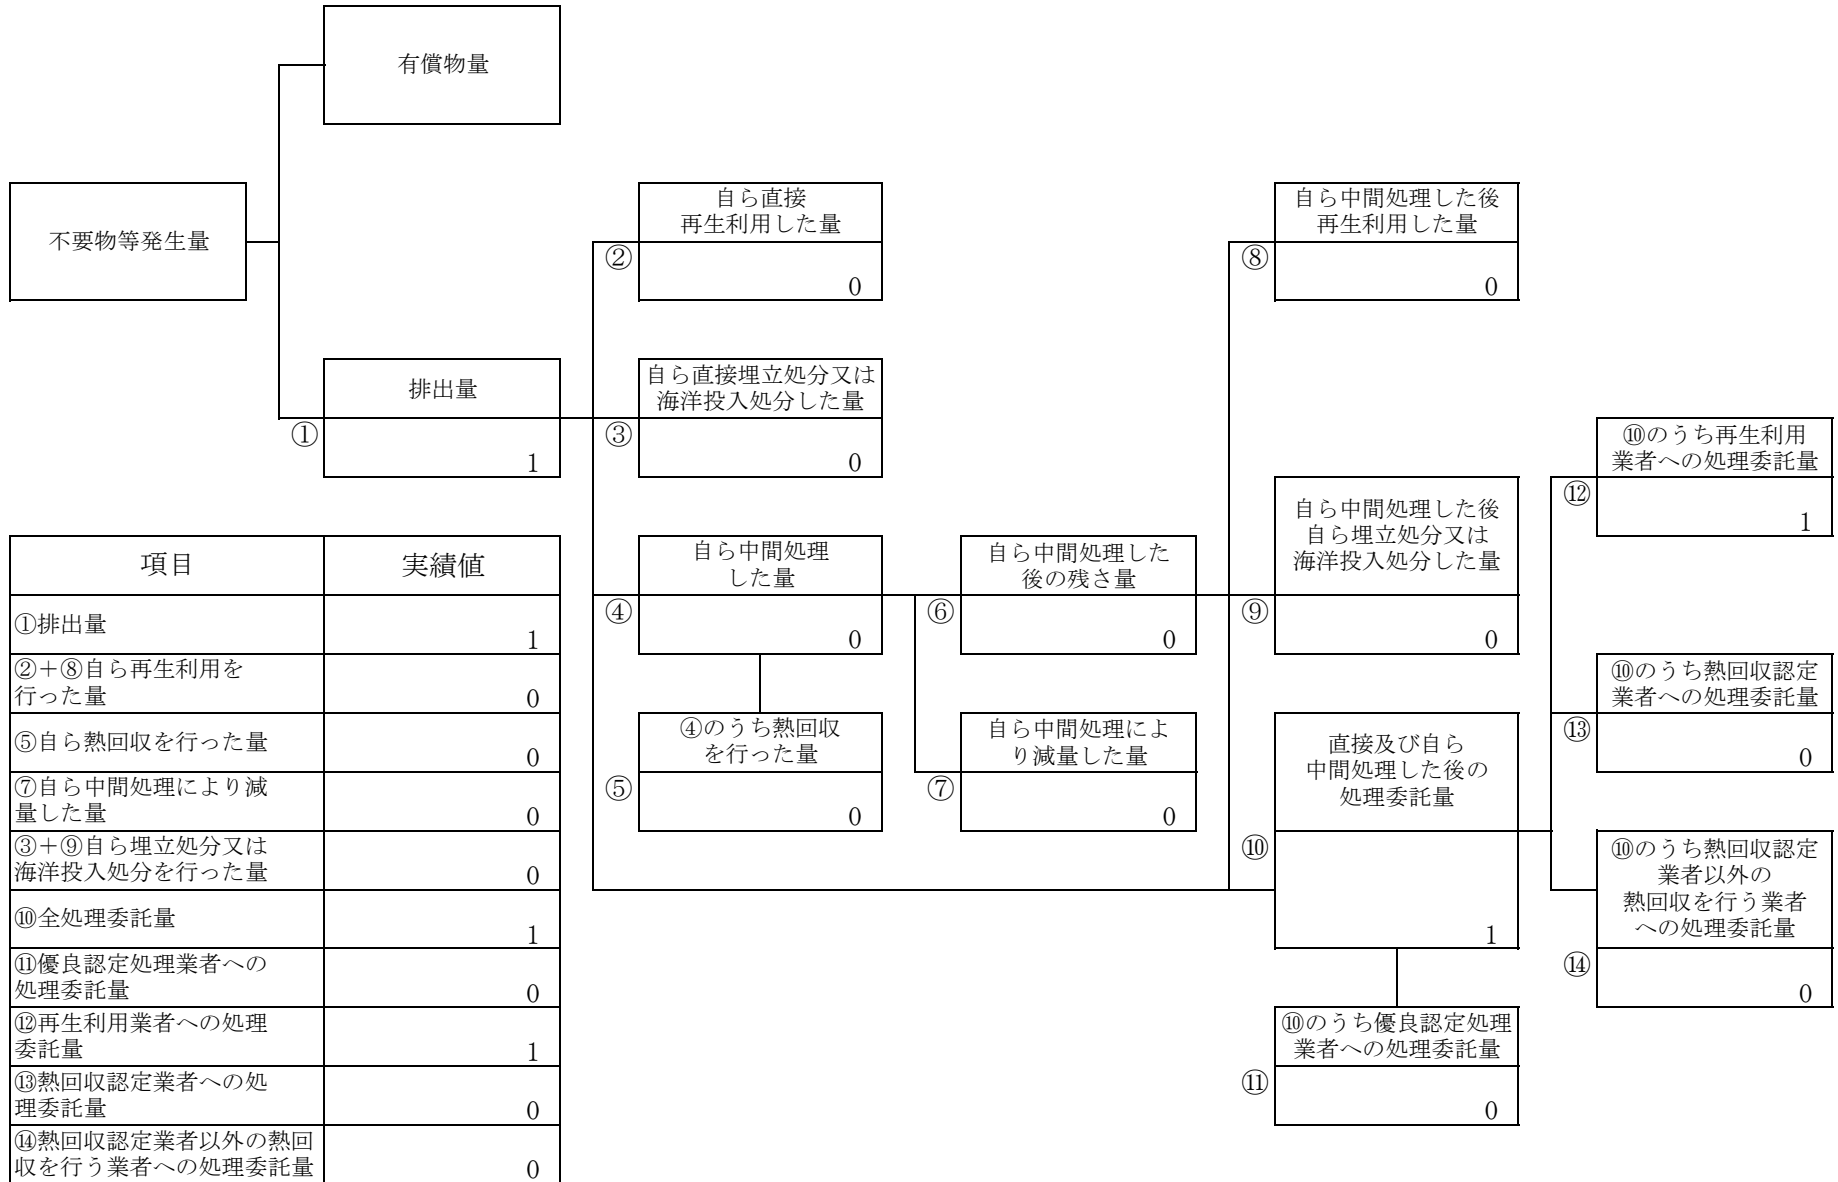 有償物量
不要物等発生量
排出量
①
1
自ら直接
再生利用した量
②
0
自ら直接埋立処分又は
海洋投入処分した量
③
0
自ら中間処理
した量
④
0
④のうち熱回収
を行った量
⑤
0
自ら中間処理した
後の残さ量
⑥
0
自ら中間処理によ
り減量した量
⑦
0
自ら中間処理した後
再生利用した量
⑧
0
自ら中間処理した後
自ら埋立処分又は
海洋投入処分した量
⑨
0
直接及び自ら
中間処理した後の
処理委託量
⑩
1
⑩のうち優良認定処理
業者への処理委託量
⑪
0
⑩のうち再生利用
業者への処理委託量
⑫
1
⑩のうち熱回収認定
業者への処理委託量
⑬
0
⑩のうち熱回収認定
業者以外の
熱回収を行う業者
への処理委託量
⑭
0
項目 実績値
①排出量 1
②＋⑧自ら再生利用を
行った量 0
⑤自ら熱回収を行った量 0
⑦自ら中間処理により減
量した量 0
③＋⑨自ら埋立処分又は
海洋投入処分を行った量 0
⑩全処理委託量 1
⑪優良認定処理業者への
処理委託量 0
⑫再生利用業者への処理
委託量 1
⑬熱回収認定業者への処
理委託量 0
⑭熱回収認定業者以外の熱回
収を行う業者への処理委託量 0